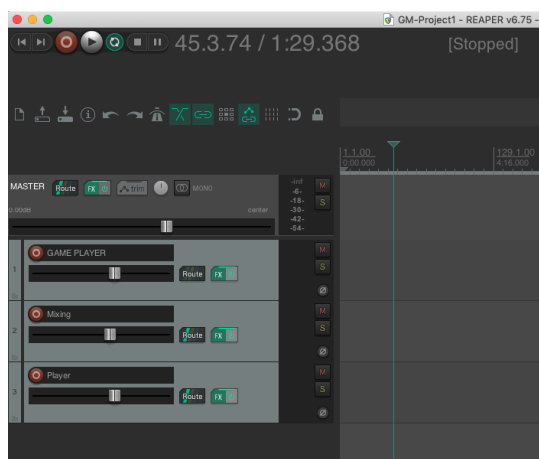 GM-Project1 - REAPER v6.75 -
45.3.74 / 1:29.368 [Stopped]
1.1.00 129.1.00
0:00.000 4:16.000
MASTER Route FX trim MONO
0.00dB center
-inf
-6-
-18-
-30-
-42-
-54-
M
S
GAME PLAYER
1
Route FX
M
S
Mixing
2
Route FX
M
S
Player
3
Route FX
M
S